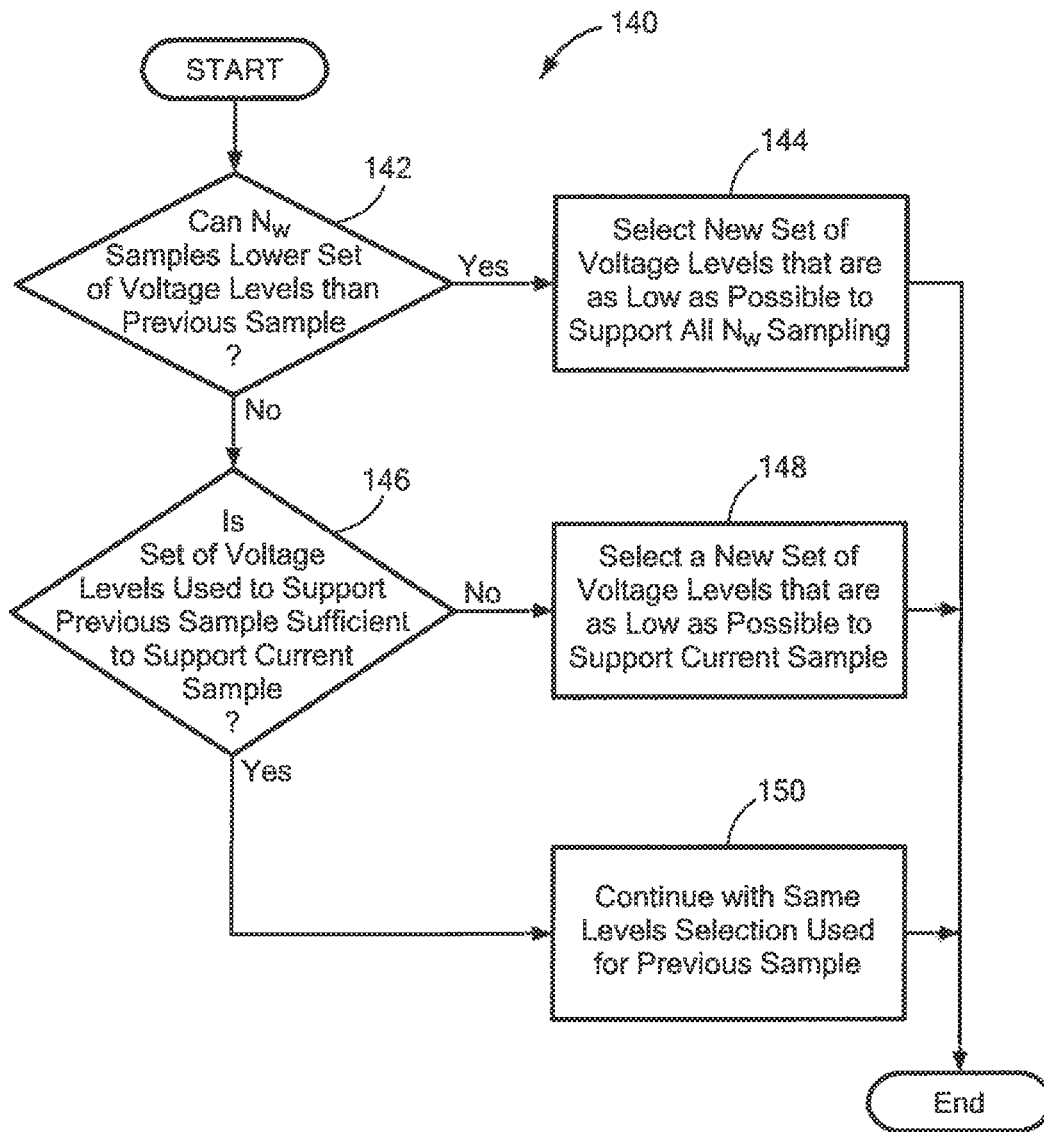 140
START
142
Can NW
Samples Lower Set
of Voltage Levels than
Previous Sample
?
Yes
No
144
Select New Set of
Voltage Levels that are
as Low as Possible to
Support All NW Sampling
146
Is
Set of Voltage
Levels Used to Support
Previous Sample Sufficient
to Support Current
Sample
?
No
Yes
148
Select a New Set of
Voltage Levels that are
as Low as Possible to
Support Current Sample
150
Continue with Same
Levels Selection Used
for Previous Sample
End